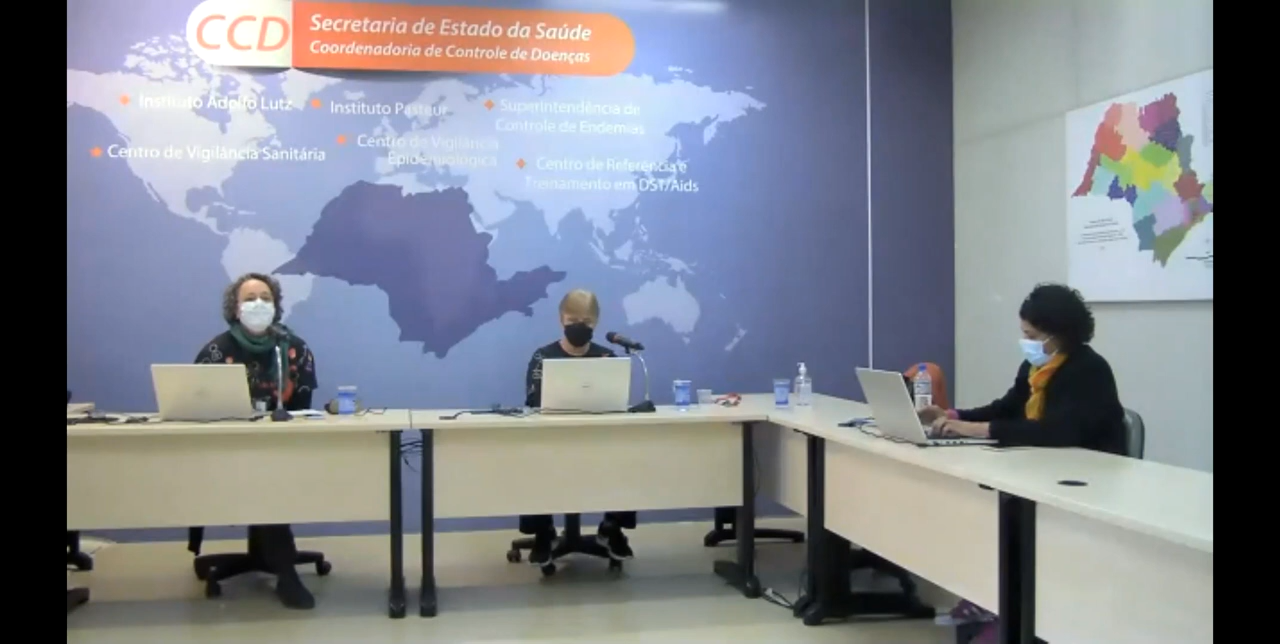 CCD
Secretaria de Estado da Saúde
Coordenadoria de Controle de Doenças
Instituto Adolfo Lutz
Instituto Pasteur
Superintendência de
Controle de Endemias
Centro de Vigilância Sanitária
Centro de Vigilância
Epidemiológica
Centro de Referência e
Treinamento em DST/Aids